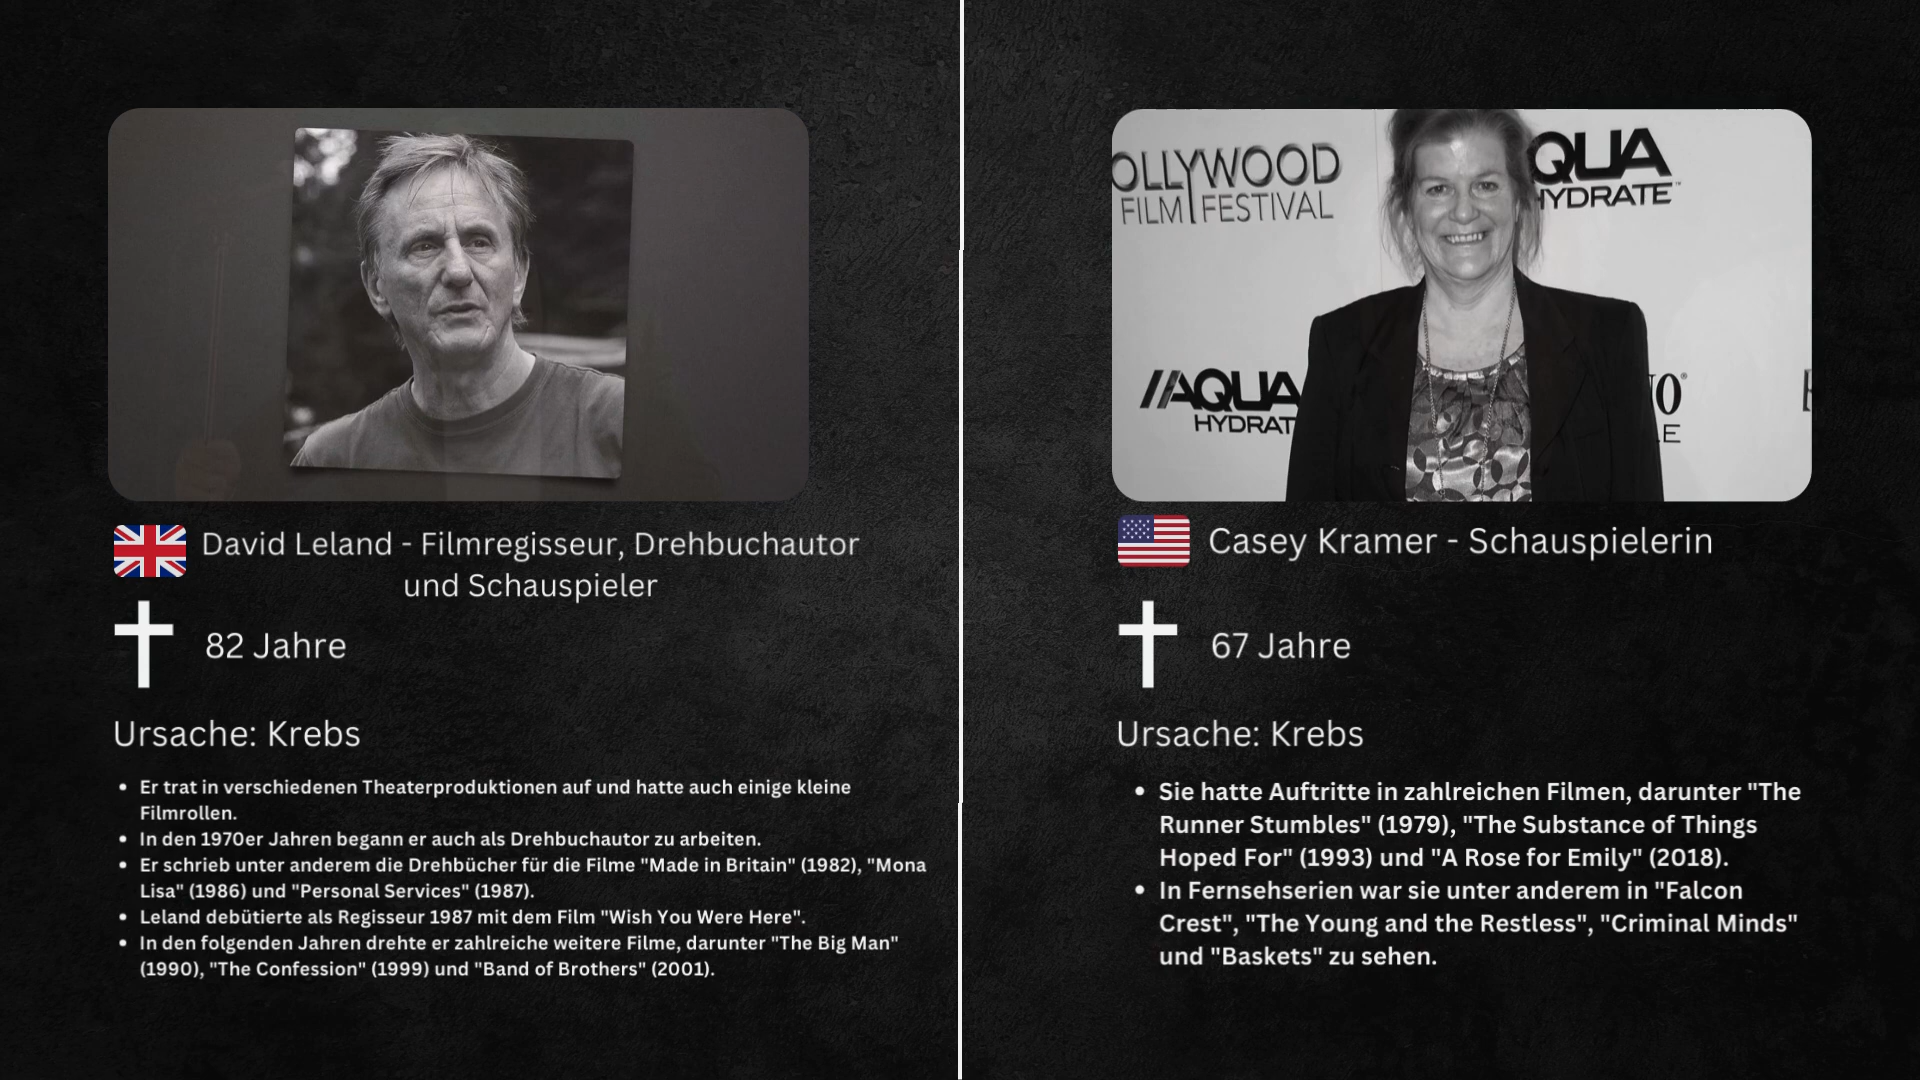 OLLYWOOD
FILM FESTIVAL
AQUA
HYDRATE™
//AQUA
HYDRAT
David Leland - Filmregisseur, Drehbuchautor
und Schauspieler
82 Jahre
Ursache: Krebs
• Er trat in verschiedenen Theaterproduktionen auf und hatte auch einige kleine
Filmrollen.
• In den 1970er Jahren begann er auch als Drehbuchautor zu arbeiten.
• Er schrieb unter anderem die Drehbücher für die Filme "Made in Britain" (1982), "Mona
Lisa" (1986) und "Personal Services" (1987).
• Leland debütierte als Regisseur 1987 mit dem Film "Wish You Were Here".
• In den folgenden Jahren drehte er zahlreiche weitere Filme, darunter "The Big Man"
(1990), "The Confession" (1999) und "Band of Brothers" (2001).
Casey Kramer - Schauspielerin
67 Jahre
Ursache: Krebs
• Sie hatte Auftritte in zahlreichen Filmen, darunter "The
Runner Stumbles" (1979), "The Substance of Things
Hoped For" (1993) und "A Rose for Emily" (2018).
• In Fernsehserien war sie unter anderem in "Falcon
Crest", "The Young and the Restless", "Criminal Minds"
und "Baskets" zu sehen.